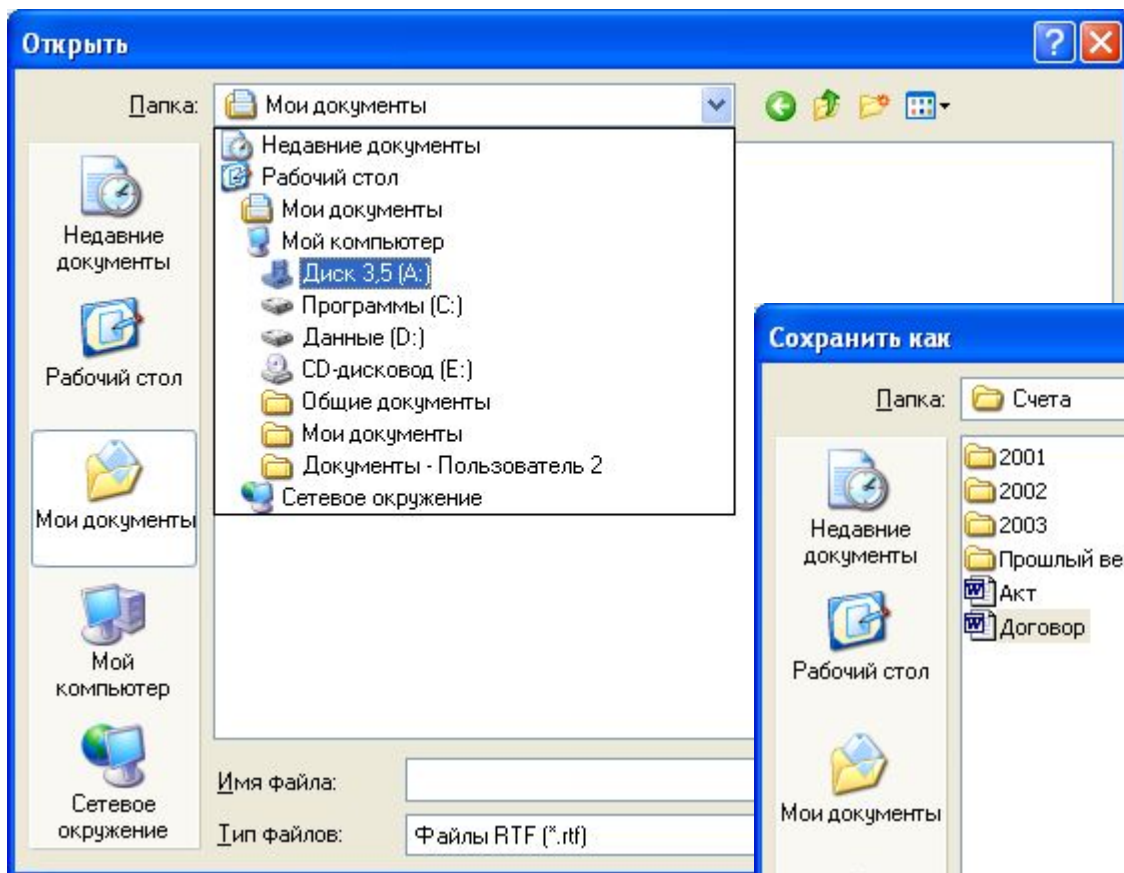 Открыть
Папка:
Мои документы
Недавние документы
Рабочий стол
Мои документы
Мой компьютер
Диск 3,5 (A:)
Программы (C:)
Данные (D:)
CD-дисковод (E:)
Общие документы
Мои документы
Документы - Пользователь 2
Сетевое окружение
Недавние
документы
Рабочий стол
Мои документы
Мой
компьютер
Сетевое
окружение
Имя файла:
Тип файлов:
Файлы RTF (*.rtf)
Сохранить как
Папка:
Счета
Недавние
документы
Рабочий стол
Мои документы
2001
2002
2003
Прошлый ве
Акт
Договор